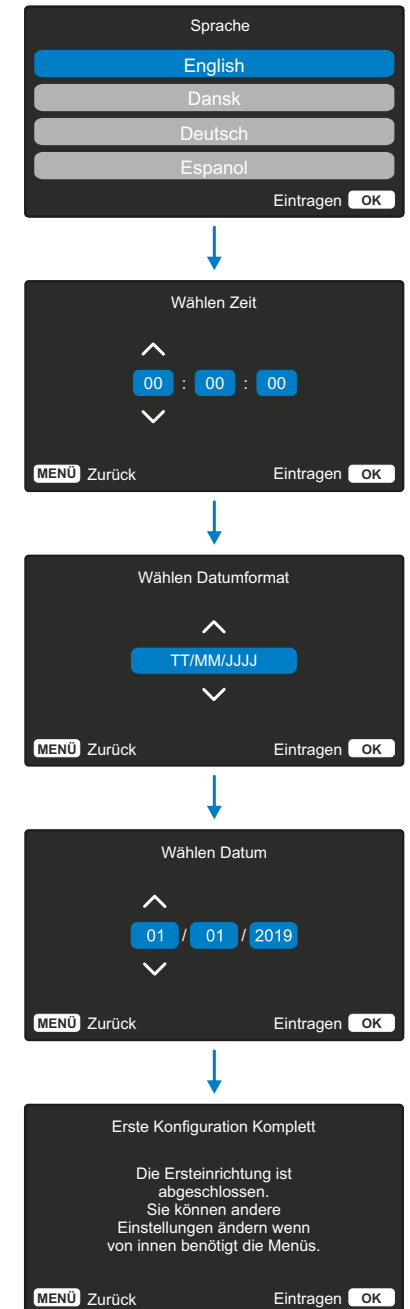 Sprache
English
Dansk
Deutsch
Espanol
Eintragen OK
Wählen Zeit
00 : 00 : 00
MENÜ Zurück Eintragen OK
Wählen Datumformat
TT/MM/JJJJ
MENÜ Zurück Eintragen OK
Wählen Datum
01 / 01 / 2019
MENÜ Zurück Eintragen OK
Erste Konfiguration Komplett
Die Ersteinrichtung ist
abgeschlossen.
Sie können andere
Einstellungen ändern wenn
von innen benötigt die Menüs.
MENÜ Zurück Eintragen OK